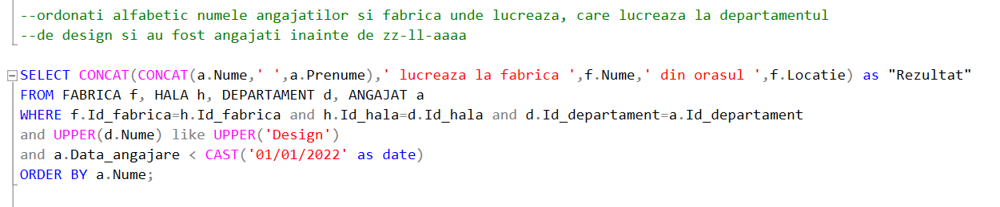 --ordonati alfabetic numele angajatilor si fabrica unde lucreaza, care lucreaza la departamentul
--de design si au fost angajati inainte de zz-ll-aaaa
SELECT CONCAT(CONCAT(a.Nume,' ',a.Prenume),' lucreaza la fabrica ',f.Nume,' din orasul ',f.Locatie) as "Rezultat"
FROM FABRICA f, HALA h, DEPARTAMENT d, ANGAJAT a
WHERE f.Id_fabrica=h.Id_fabrica and h.Id_hala=d.Id_hala and d.Id_departament=a.Id_departament
and UPPER(d.Nume) like UPPER('Design')
and a.Data_angajare < CAST('01/01/2022' as date)
ORDER BY a.Nume;